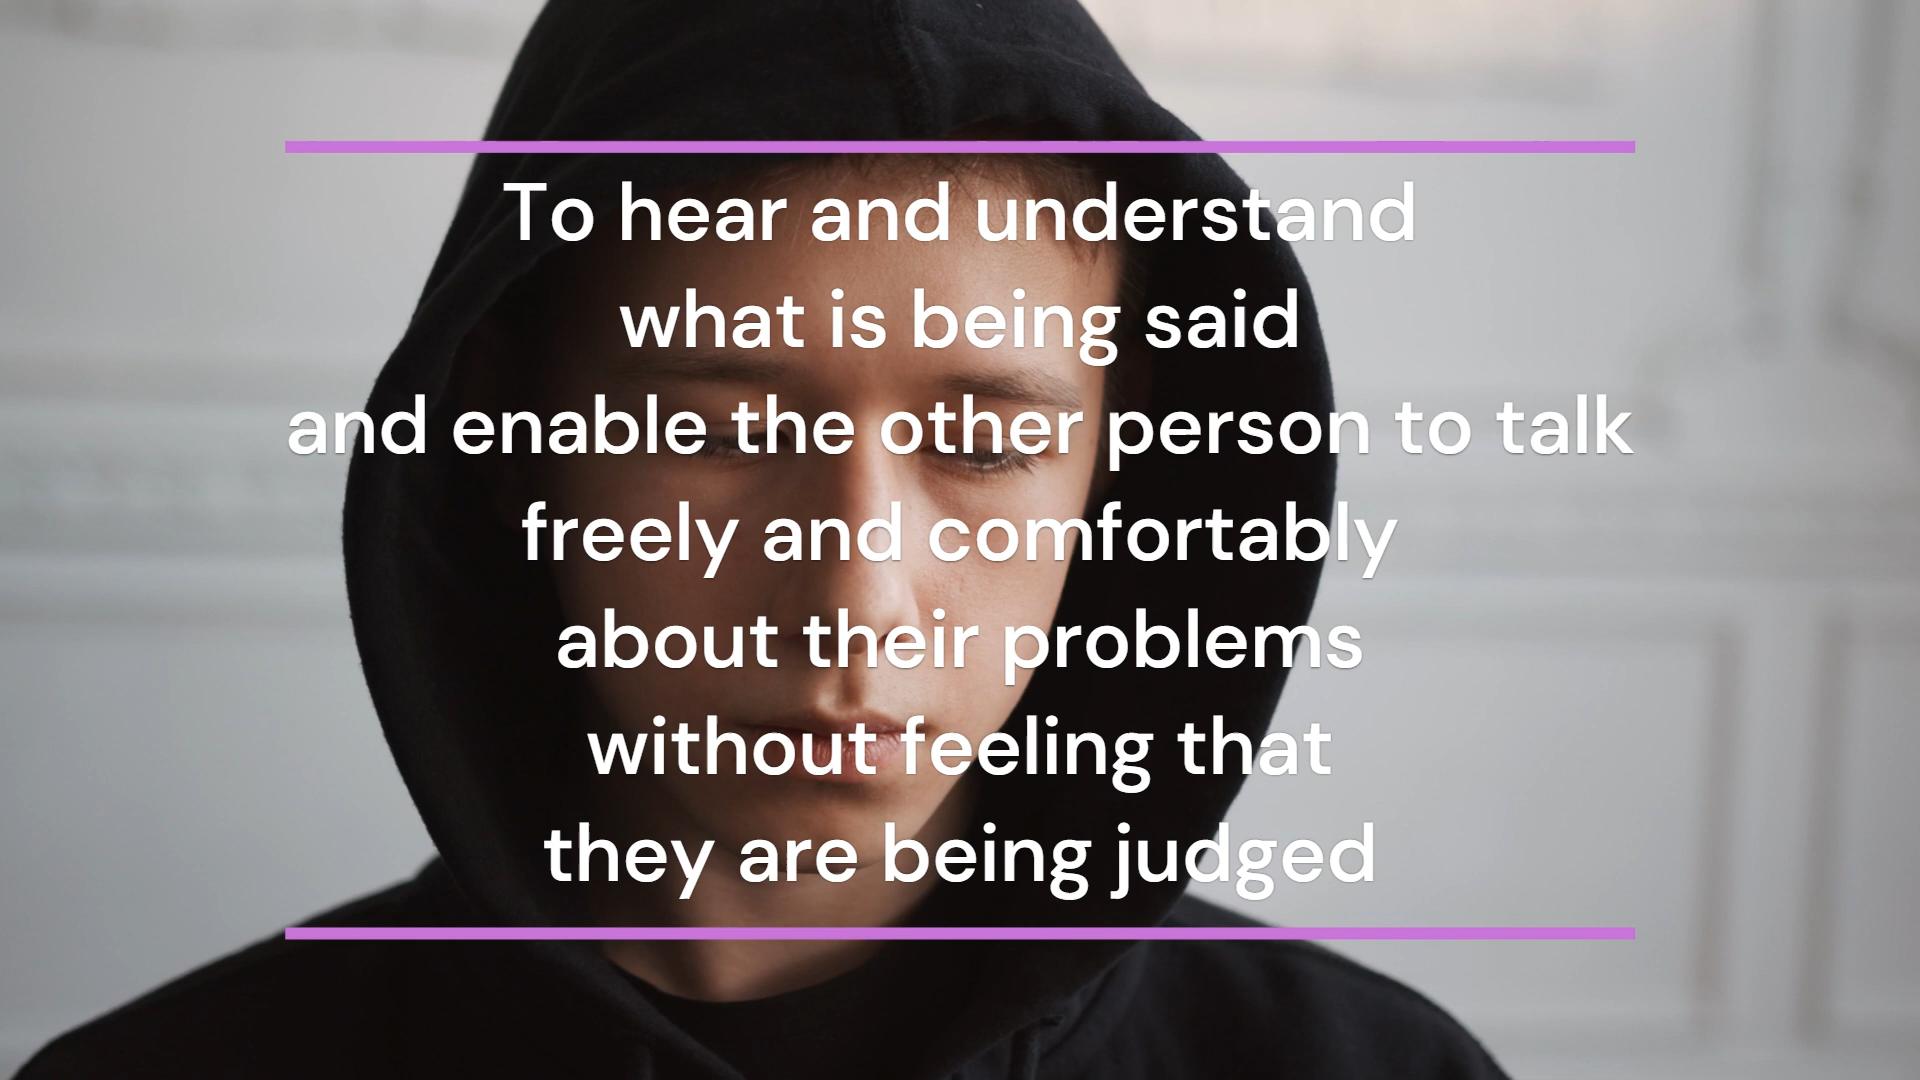 To hear and understand
what is being said
and enable the other person to talk
freely and comfortably
about their problems
without feeling that
they are being judged